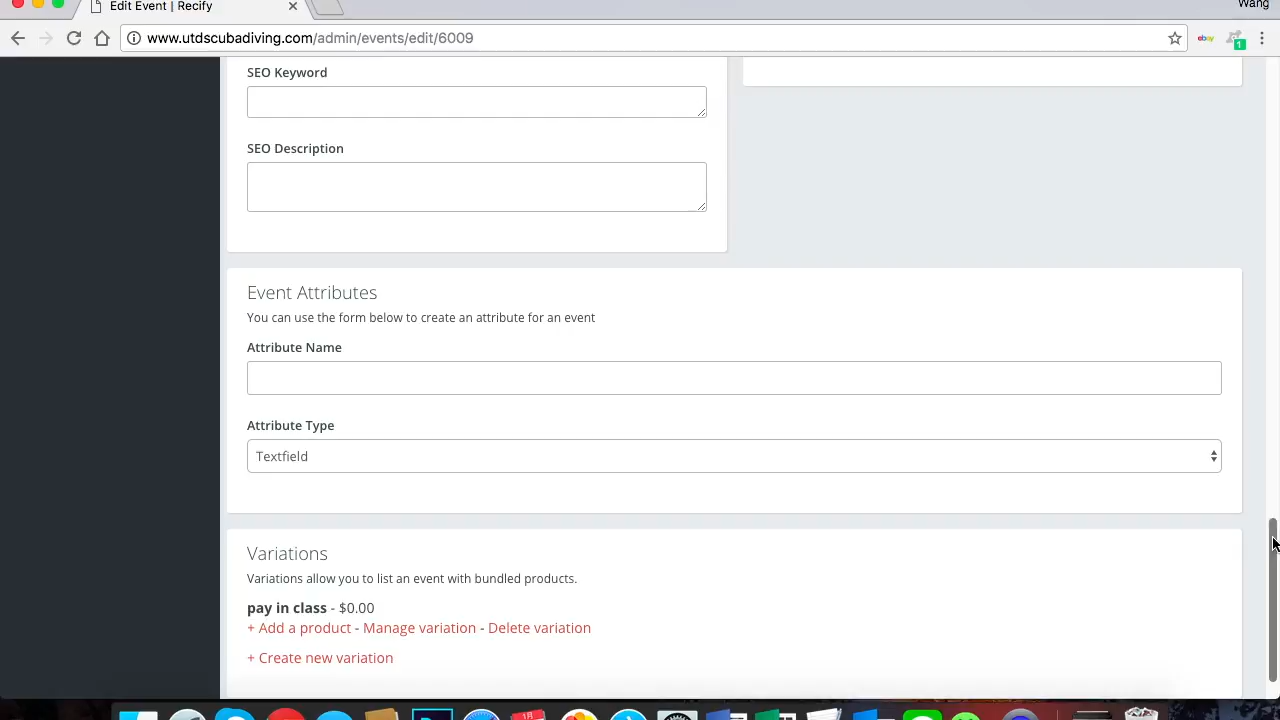 Edit Event | Recify
Wang
www.utdscubadiving.com/admin/events/edit/6009
ebay
1
SEO Keyword
SEO Description
Event Attributes
You can use the form below to create an attribute for an event
Attribute Name
Attribute Type
Textfield
Variations
Variations allow you to list an event with bundled products.
pay in class - $0.00
+ Add a product - Manage variation - Delete variation
+ Create new variation